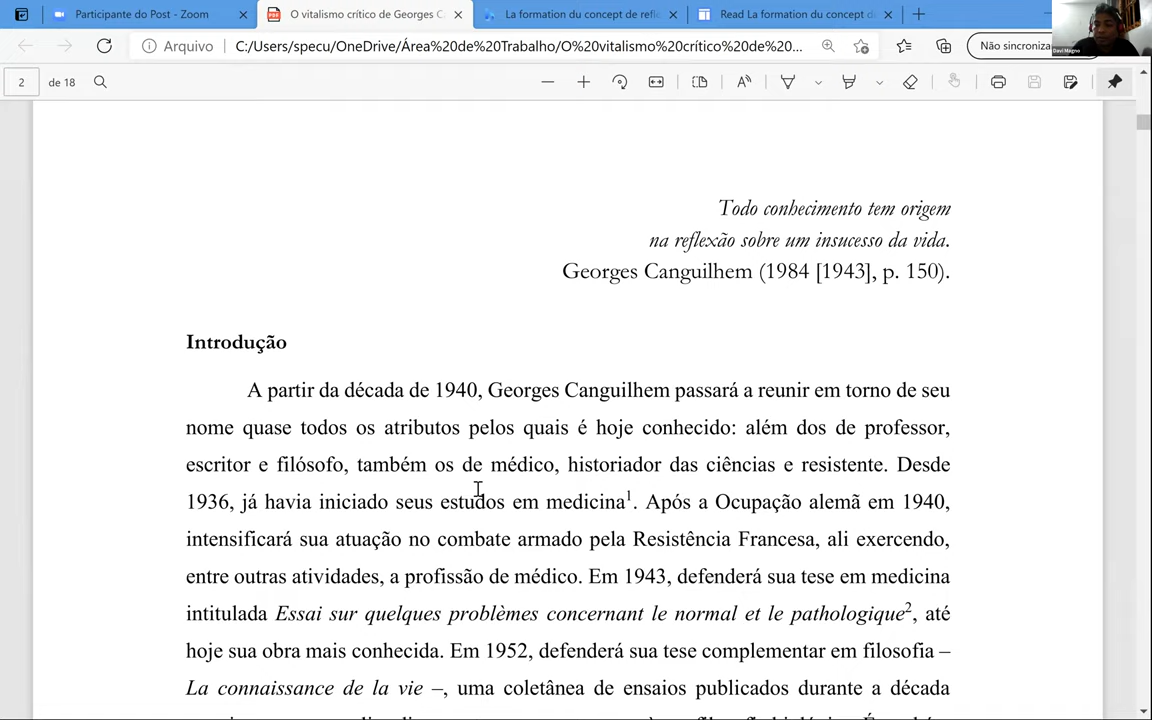 Participante do Post - Zoom
O vitalismo crítico de Georges C
La formation du concept de refle
Read La formation du concept d
Arquivo
C:/Users/specu/OneDrive/Área%20de%20Trabalho/O%20vitalismo%20crítico%20de%20...
Não sincroniza
Davi Magno
2 de 18
Todo conhecimento tem origem
na reflexão sobre um insucesso da vida.
Georges Canguilhem (1984 [1943], p. 150).
Introdução
A partir da década de 1940, Georges Canguilhem passará a reunir em torno de seu
nome quase todos os atributos pelos quais é hoje conhecido: além dos de professor,
escritor e filósofo, também os de médico, historiador das ciências e resistente. Desde
1936, já havia iniciado seus estudos em medicina1. Após a Ocupação alemã em 1940,
intensificará sua atuação no combate armado pela Resistência Francesa, ali exercendo,
entre outras atividades, a profissão de médico. Em 1943, defenderá sua tese em medicina
intitulada Essai sur quelques problèmes concernant le normal et le pathologique2, até
hoje sua obra mais conhecida. Em 1952, defenderá sua tese complementar em filosofia –
La connaissance de la vie –, uma coletânea de ensaios publicados durante a década